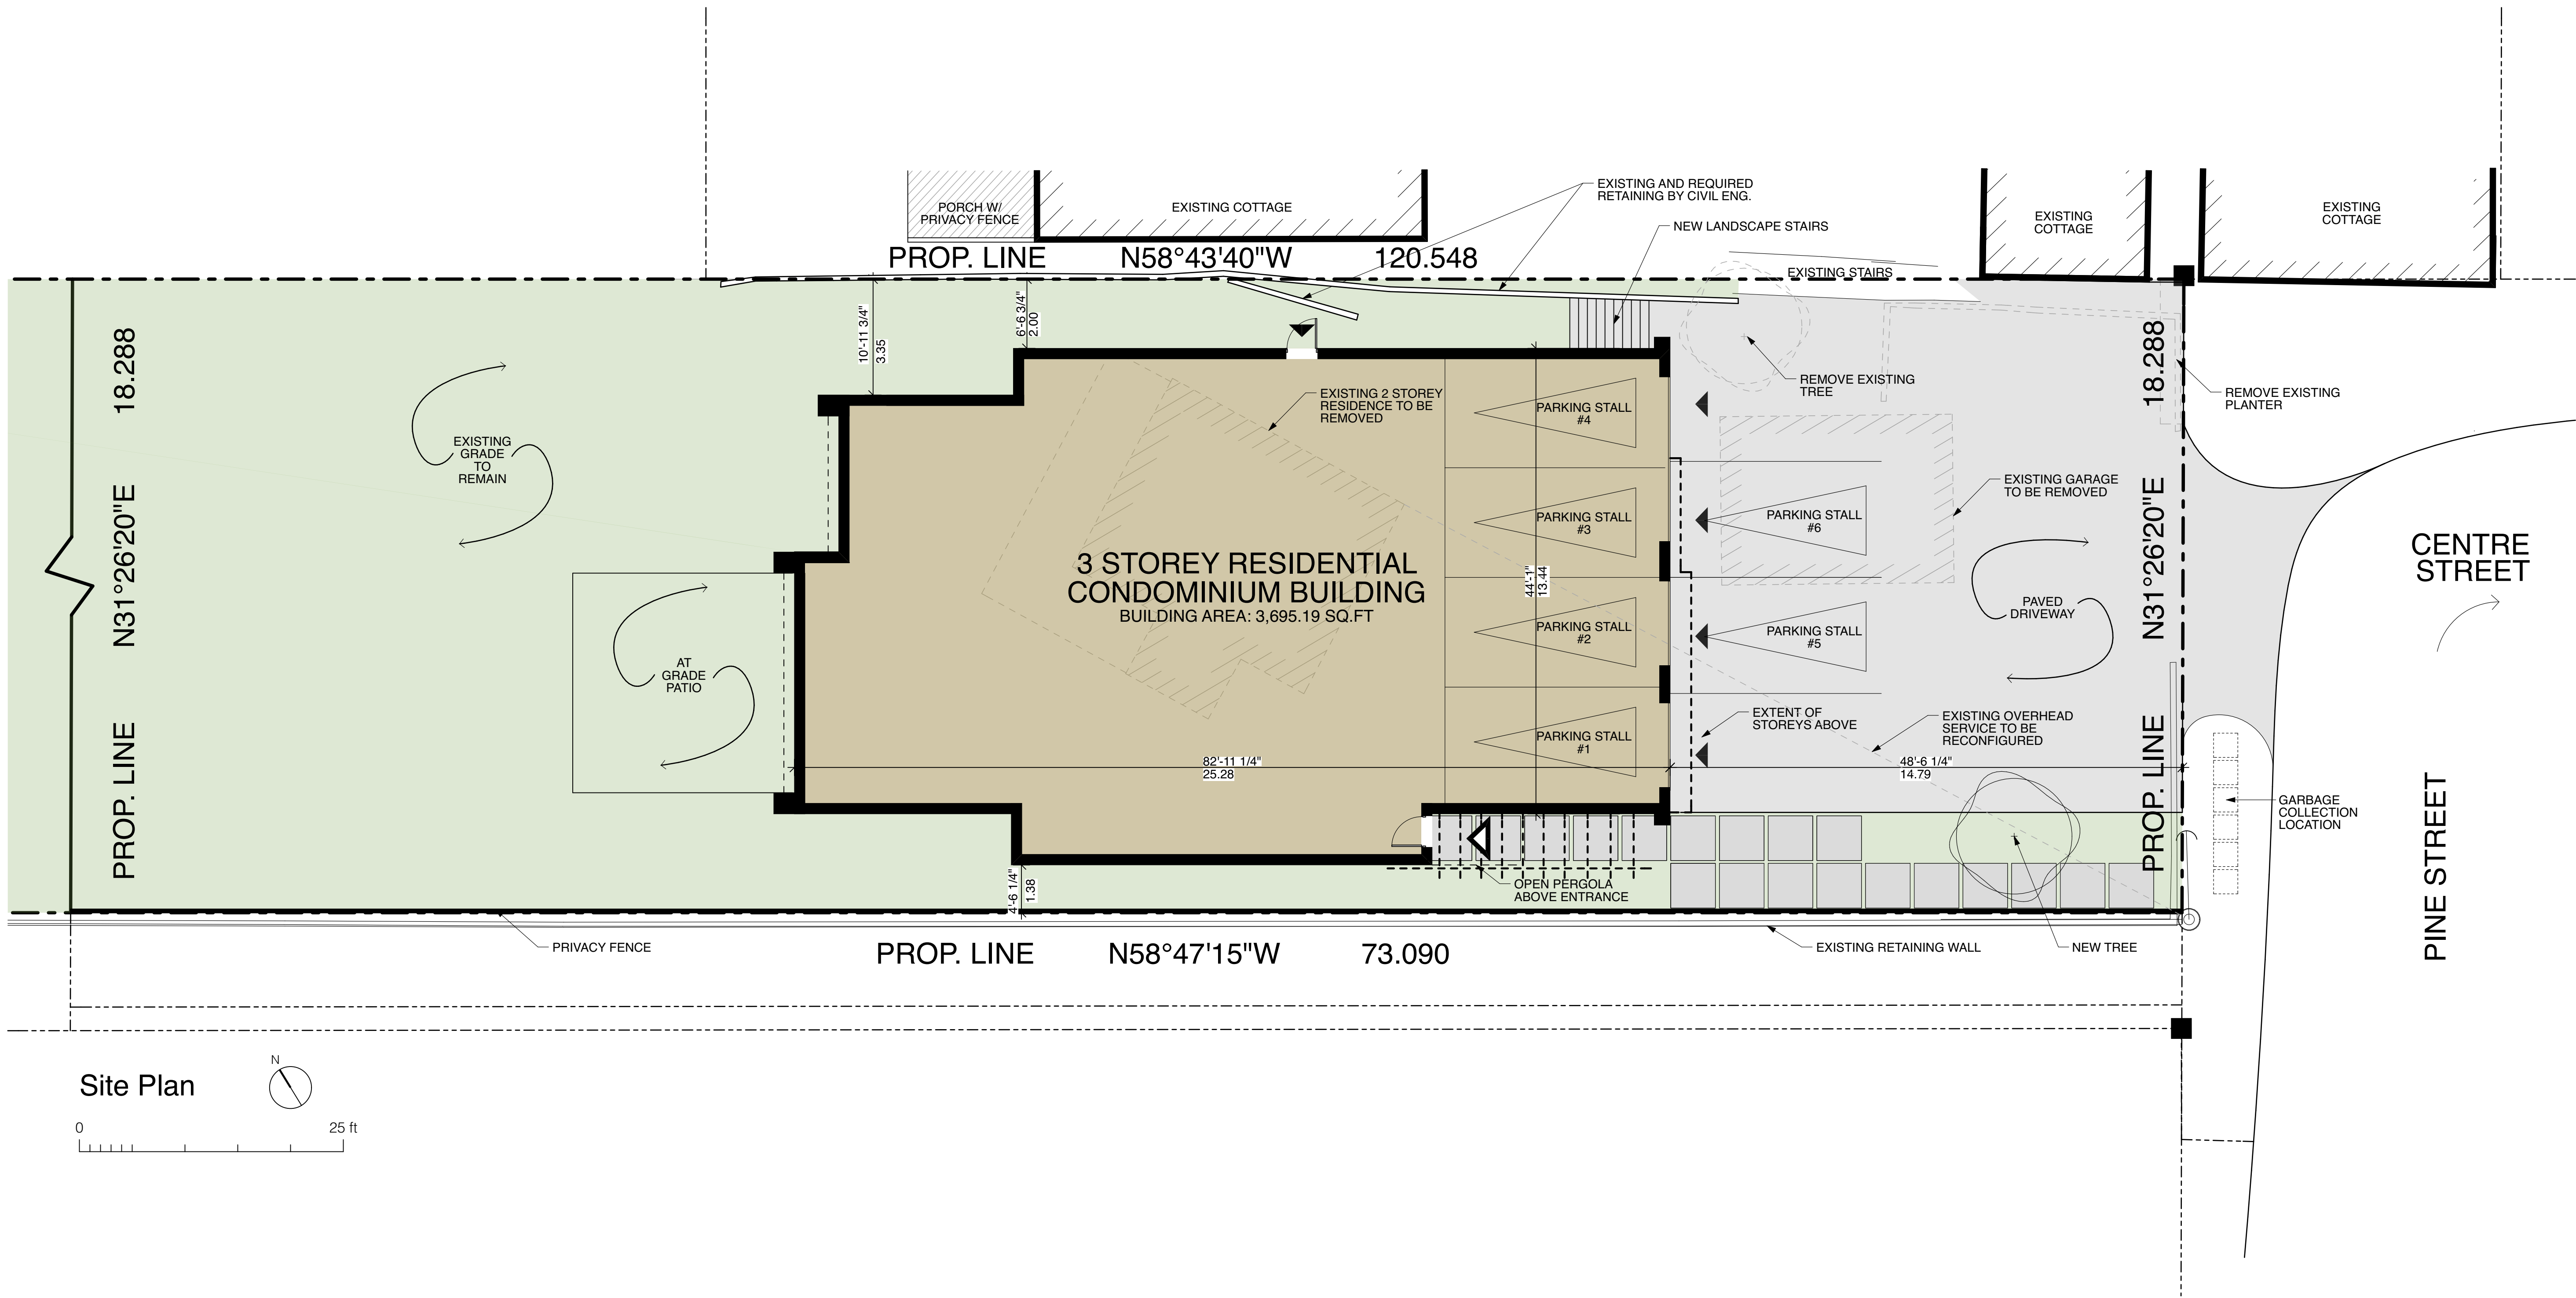 PORCH W/
PRIVACY FENCE
EXISTING COTTAGE
EXISTING AND REQUIRED
RETAINING BY CIVIL ENG.
NEW LANDSCAPE STAIRS
EXISTING
COTTAGE
EXISTING
COTTAGE
PROP. LINE N58°43'40"W 120.548
EXISTING STAIRS
10'-11 3/4"
3.35
6'-6 3/4"
2.00
PROP. LINE N31°26'20"E 18.288
EXISTING
GRADE
TO
REMAIN
AT
GRADE
PATIO
EXISTING 2 STOREY
RESIDENCE TO BE
REMOVED
3 STOREY RESIDENTIAL
CONDOMINIUM BUILDING
BUILDING AREA: 3,695.19 SQ.FT
PARKING STALL
#4
PARKING STALL
#3
PARKING STALL
#2
PARKING STALL
#1
44'-1"
13.44
82'-11 1/4"
25.28
REMOVE EXISTING
TREE
EXISTING GARAGE
TO BE REMOVED
PARKING STALL
#6
PARKING STALL
#5
PAVED
DRIVEWAY
EXTENT OF
STOREYS ABOVE
EXISTING OVERHEAD
SERVICE TO BE
RECONFIGURED
48'-6 1/4"
14.79
PROP. LINE N31°26'20"E 18.288
REMOVE EXISTING
PLANTER
CENTRE
STREET
PINE STREET
GARBAGE
COLLECTION
LOCATION
4'-6 1/4"
1.38
OPEN PERGOLA
ABOVE ENTRANCE
PRIVACY FENCE
PROP. LINE N58°47'15"W 73.090
EXISTING RETAINING WALL
NEW TREE
Site Plan
N
0
25 ft